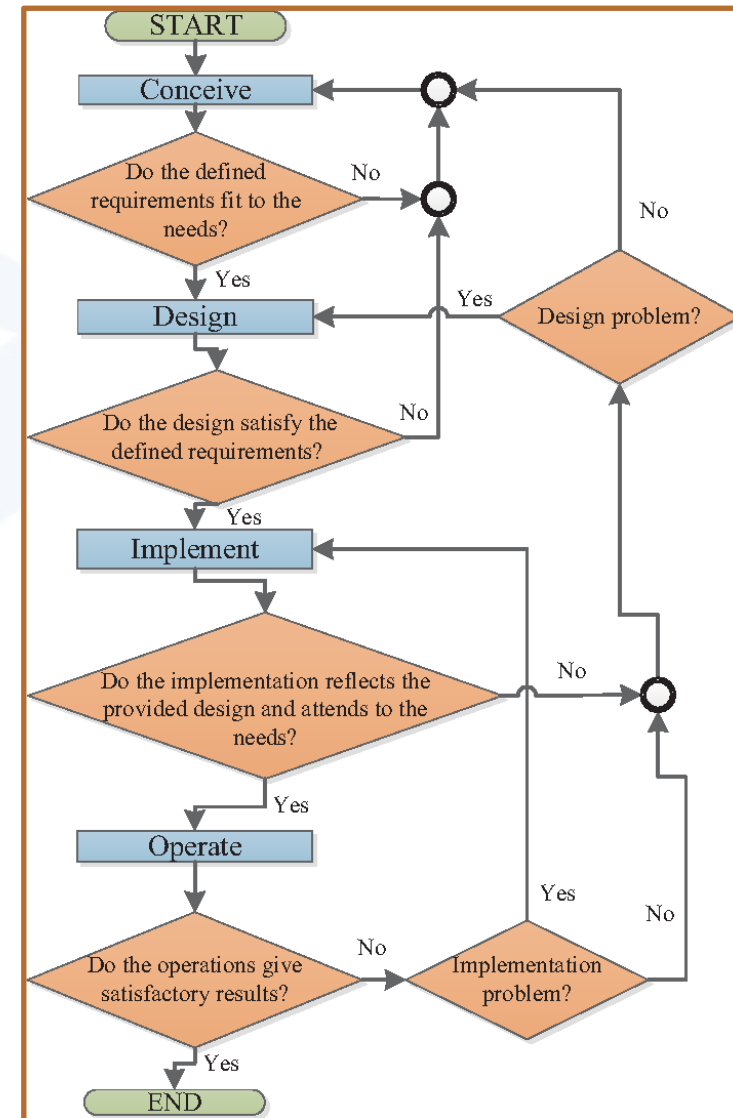 START
Conceive
Do the defined
requirements fit to the
needs?
No
No
Yes
Design
Yes
Design problem?
Do the design satisfy the
defined requirements?
No
Yes
Implement
Do the implementation reflects the
provided design and attends to the
needs?
No
Yes
Operate
Yes
No
Do the operations give
satisfactory results?
No
Implementation
problem?
Yes
END